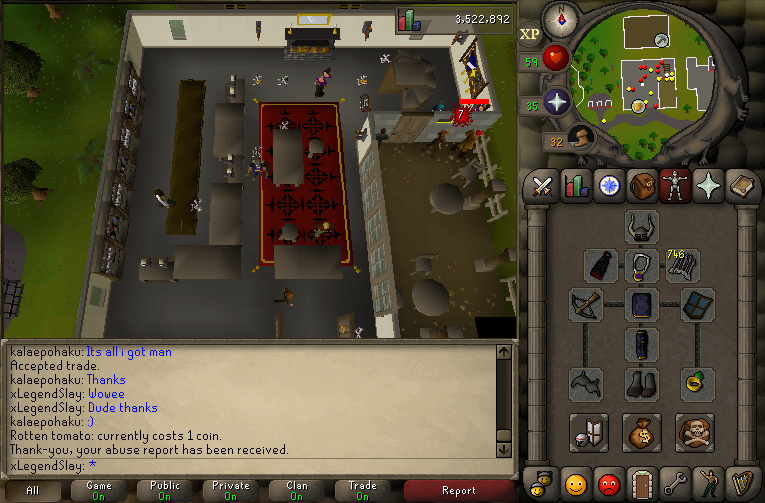 3,522,892
XP
59
35
32
7
746
kalaepohaku: Its all i got man
Accepted trade.
kalaepohaku: Thanks
xLegendSlay: Wowee
xLegendSlay: Dude thanks
kalaepohaku: :)
Rotten tomato: currently costs 1 coin.
Thank-you, your abuse report has been received.
xLegendSlay: *
All
Game
On
Public
On
Private
On
Clan
On
Trade
On
Report